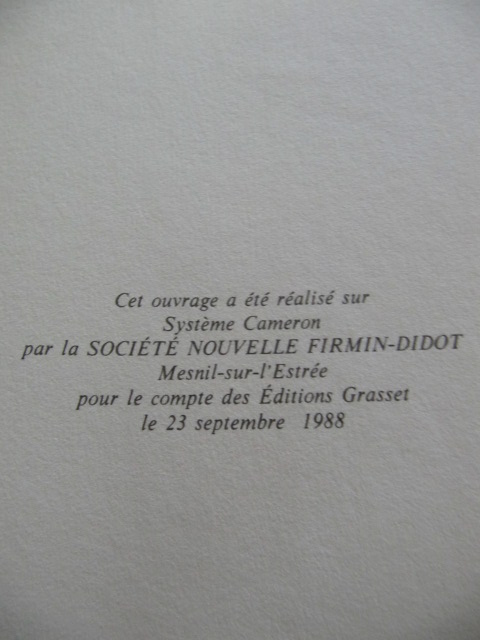 Cet ouvrage a été réalisé sur
Système Cameron
par la SOCIÉTÉ NOUVELLE FIRMIN-DIDOT
Mesnil-sur-l'Estrée
pour le compte des Éditions Grasset
le 23 septembre 1988